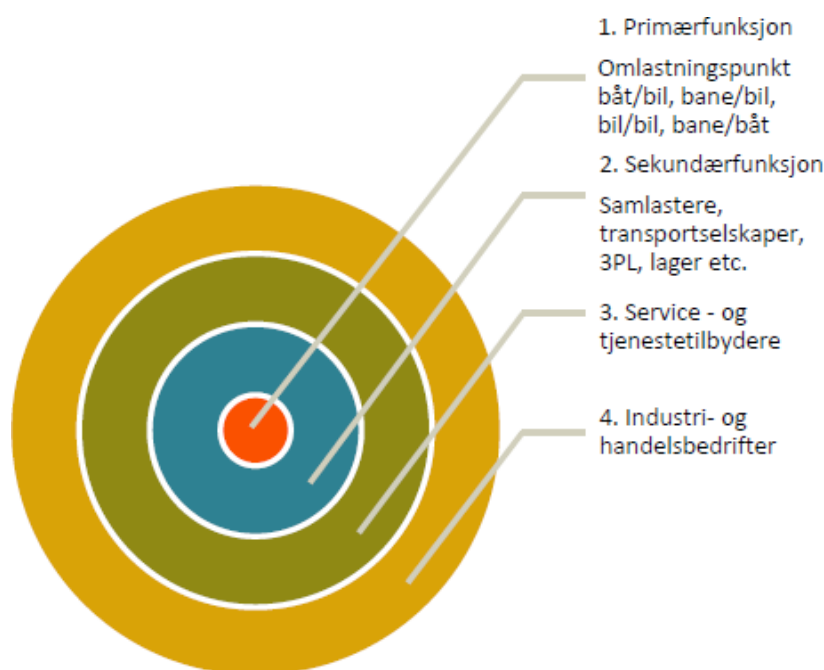 1. Primærfunksjon
Omlastningspunkt
båt/bil, bane/bil,
bil/bil, bane/båt
2. Sekundærfunksjon
Samlastere,
transportselskaper,
3PL, lager etc.
3. Service - og
tjenestetilbydere
4. Industri- og
handelsbedrifter